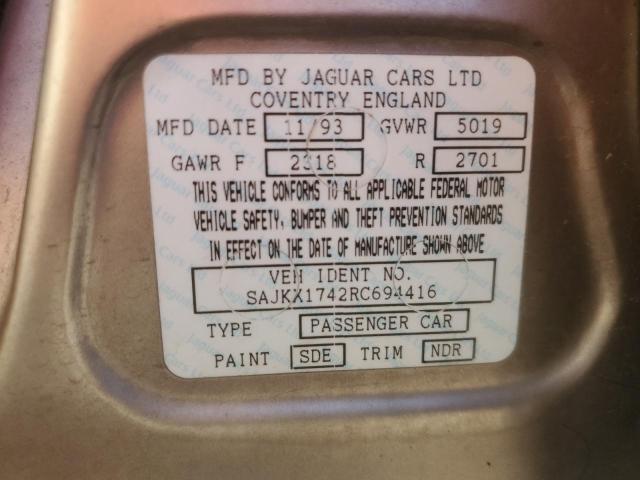 MFD BY JAGUAR CARS LTD
COVENTRY ENGLAND
MFD DATE 11/93 GVWR 5019
GAWR F 2318 R 2701
THIS VEHICLE CONFORMS TO ALL APPLICABLE FEDERAL MOTOR
VEHICLE SAFETY, BUMPER AND THEFT PREVENTION STANDARDS
IN EFFECT ON THE DATE OF MANUFACTURE SHOWN ABOVE
VEH IDENT NO.
SAJKX1742RC694416
TYPE PASSENGER CAR
PAINT SDE TRIM NDR